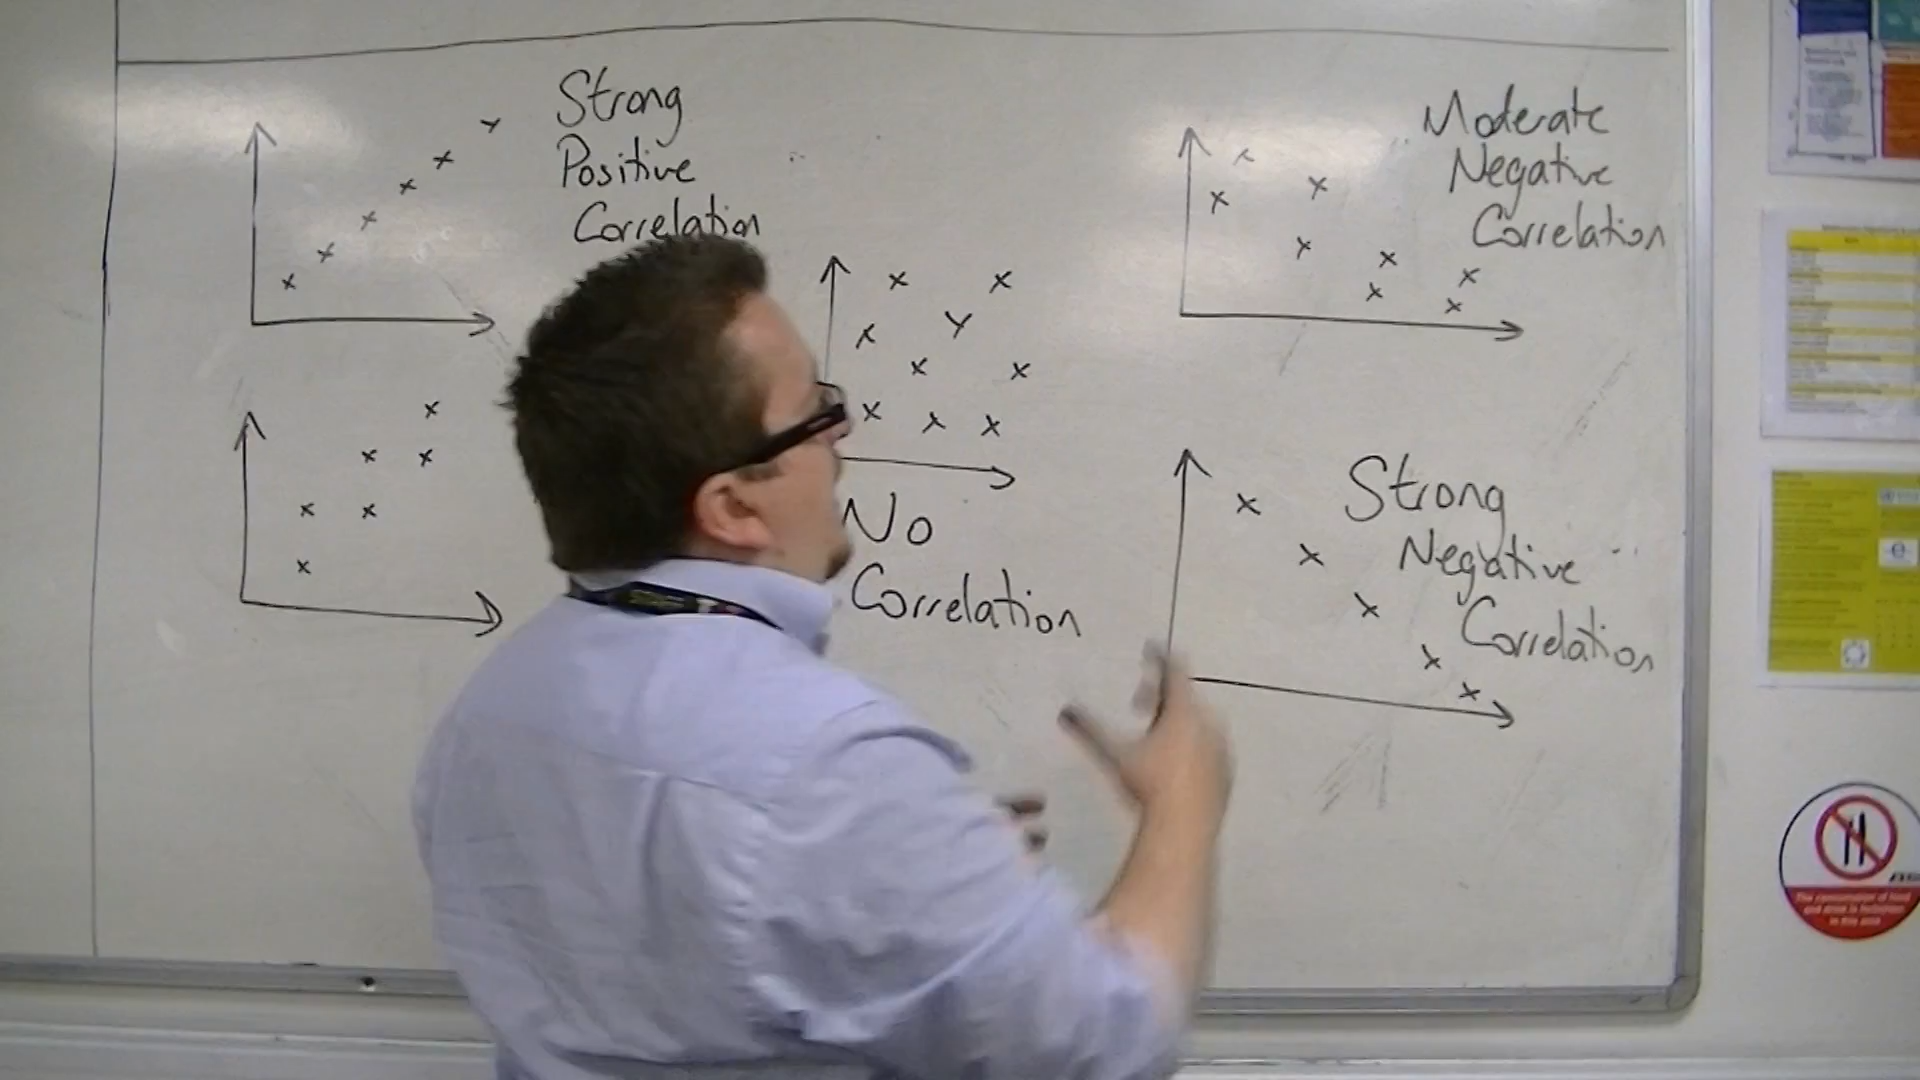 Strong
Positive
Correlation
No
Correlation
Moderate
Negative
Correlation
Strong
Negative
Correlation